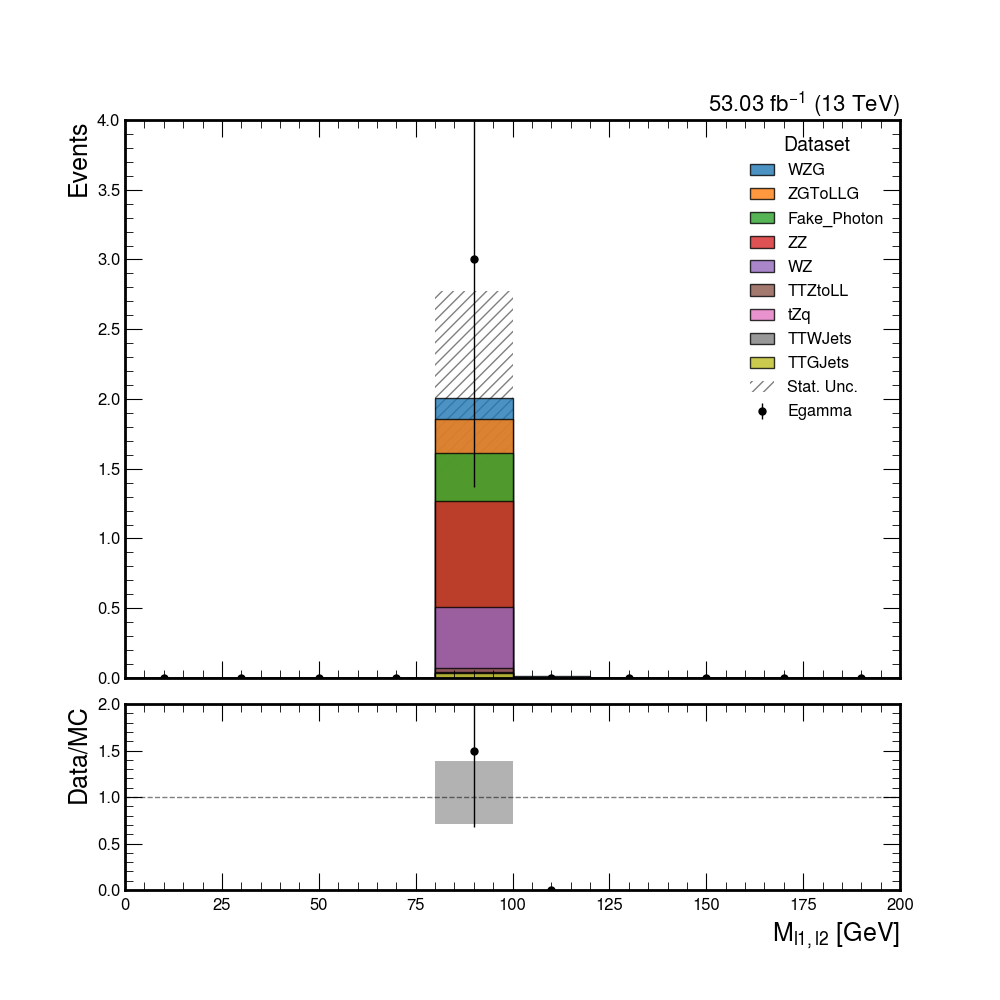 53.03 fb⁻¹ (13 TeV)
Events
4.0
3.5
3.0
2.5
2.0
1.5
1.0
0.5
0.0
Dataset
WZG
ZGToLLG
Fake_Photon
ZZ
WZ
TTZtoLL
tZq
TTWJets
TTGJets
Stat. Unc.
Egamma
Data/MC
2.0
1.5
1.0
0.5
0.0
0 25 50 75 100 125 150 175 200
M_{l1, l2} [GeV]